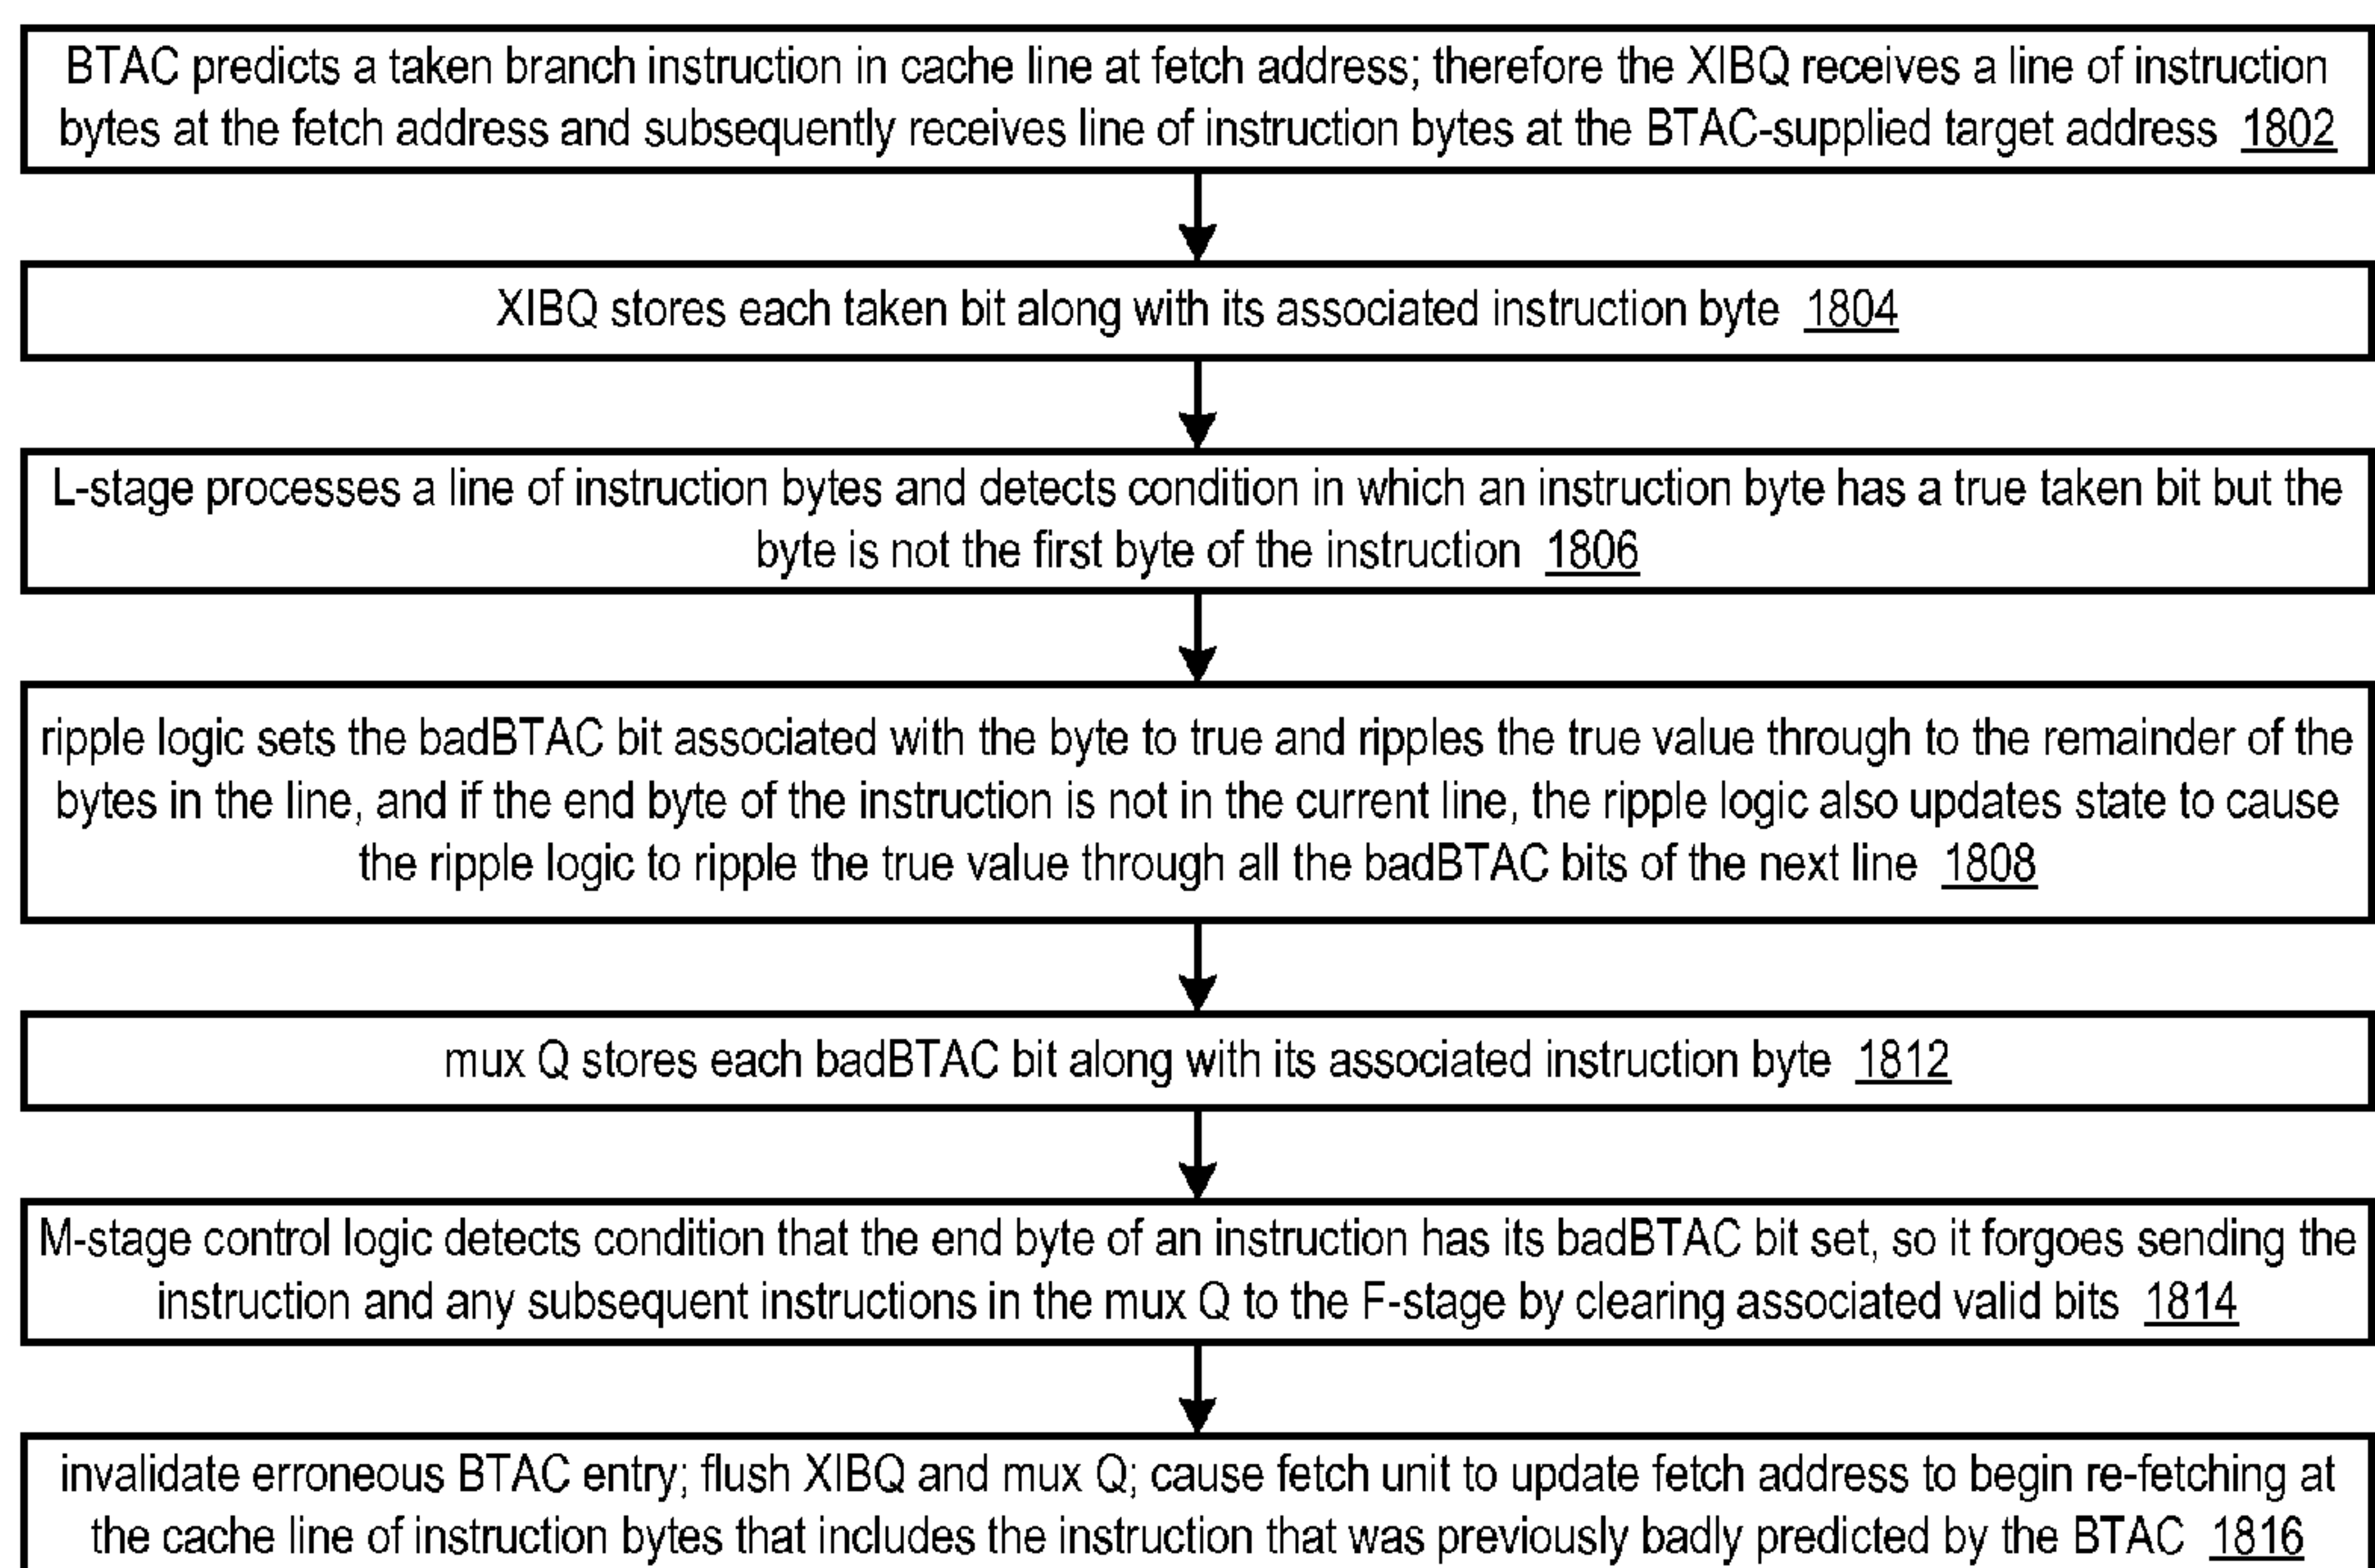 BTAC predicts a taken branch instruction in cache line at fetch address; therefore the XIBQ receives a line of instruction
bytes at the fetch address and subsequently receives line of instruction bytes at the BTAC-supplied target address 1802
XIBQ stores each taken bit along with its associated instruction byte 1804
L-stage processes a line of instruction bytes and detects condition in which an instruction byte has a true taken bit but the
byte is not the first byte of the instruction 1806
ripple logic sets the badBTAC bit associated with the byte to true and ripples the true value through to the remainder of the
bytes in the line, and if the end byte of the instruction is not in the current line, the ripple logic also updates state to cause
the ripple logic to ripple the true value through all the badBTAC bits of the next line 1808
mux Q stores each badBTAC bit along with its associated instruction byte 1812
M-stage control logic detects condition that the end byte of an instruction has its badBTAC bit set, so it forgoes sending the
instruction and any subsequent instructions in the mux Q to the F-stage by clearing associated valid bits 1814
invalidate erroneous BTAC entry; flush XIBQ and mux Q; cause fetch unit to update fetch address to begin re-fetching at
the cache line of instruction bytes that includes the instruction that was previously badly predicted by the BTAC 1816